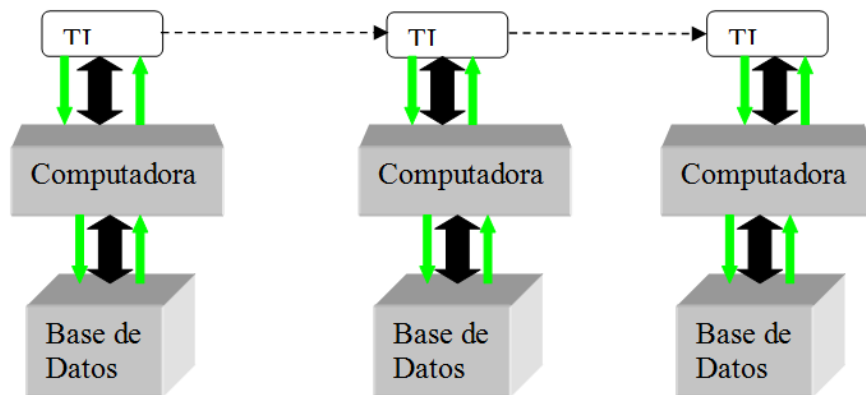 TI
TI
TI
Computadora
Computadora
Computadora
Base de
Datos
Base de
Datos
Base de
Datos